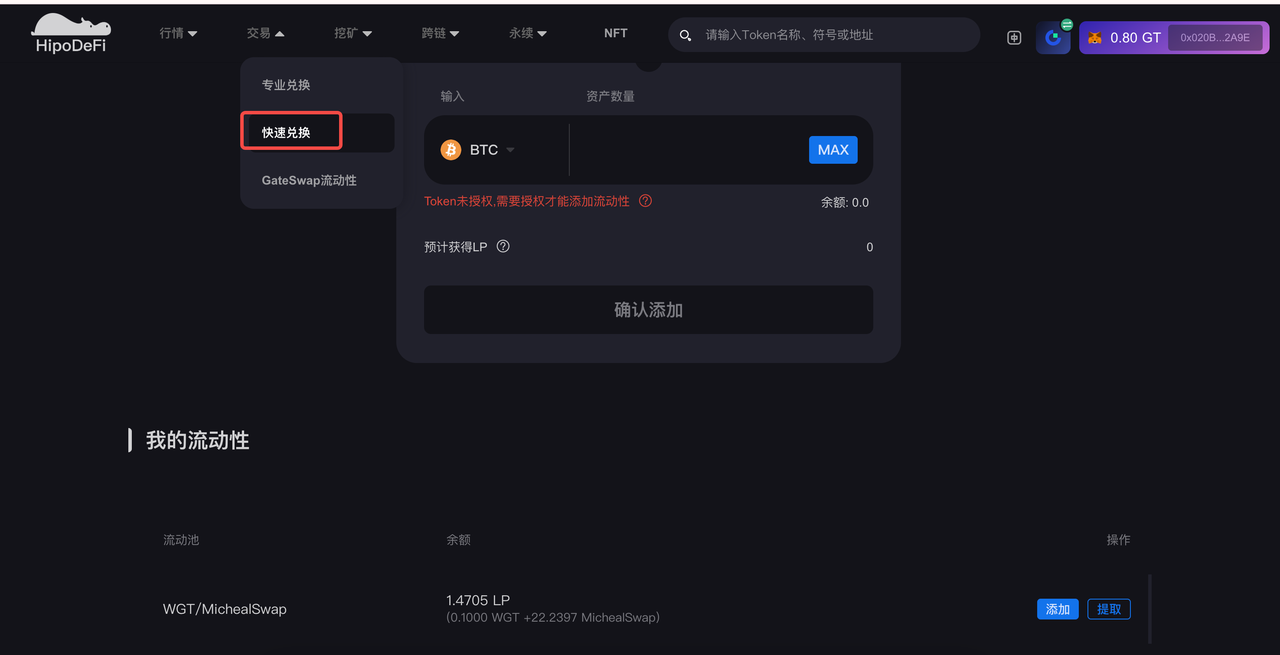 HipoDeFi
行情
交易
挖矿
跨链
永续
NFT
请输入Token名称、符号或地址
中
0.80 GT
0x020B...2A9E
专业兑换
快速兑换
GateSwap流动性
输入
资产数量
BTC
MAX
Token未授权,需要授权才能添加流动性
余额: 0.0
预计获得LP
0
确认添加
我的流动性
流动池
余额
操作
WGT/MichealSwap
1.4705 LP
(0.1000 WGT +22.2397 MichealSwap)
添加
提取